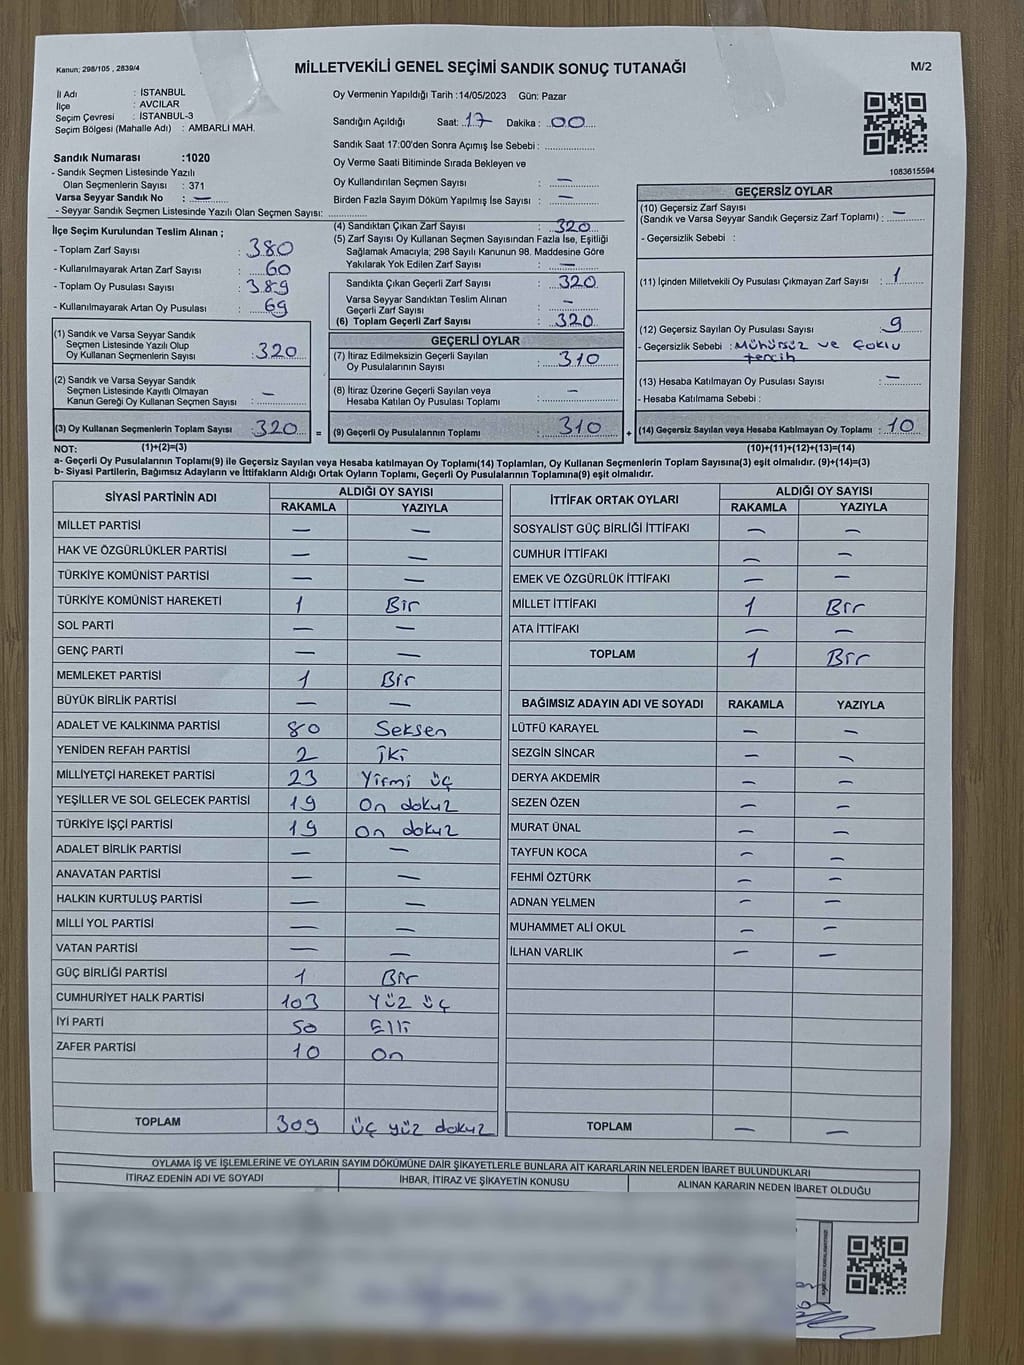 Kanun; 298/105 , 2839/4
MİLLETVEKİLİ GENEL SEÇİMİ SANDIK SONUÇ TUTANAĞI
M/2
İl Adı : İSTANBUL
İlçe : AVCILAR
Seçim Çevresi : İSTANBUL-3
Seçim Bölgesi (Mahalle Adı) : AMBARLI MAH.
Oy Vermenin Yapıldığı Tarih :14/05/2023 Gün: Pazar
Sandığın Açıldığı Saat: 17 Dakika : 00
Sandık Saat 17:00'den Sonra Açımış İse Sebebi :
Oy Verme Saati Bitiminde Sırada Bekleyen ve
Oy Kullandırılan Seçmen Sayısı : —
Birden Fazla Sayım Döküm Yapılmış İse Sayısı : —
Sandık Numarası :1020
- Sandık Seçmen Listesinde Yazılı
Olan Seçmenlerin Sayısı : 371
Varsa Seyyar Sandık No : —
- Seyyar Sandık Seçmen Listesinde Yazılı Olan Seçmen Sayısı:
1083615594
İlçe Seçim Kurulundan Teslim Alınan ;
- Toplam Zarf Sayısı : 380
- Kullanılmayarak Artan Zarf Sayısı : 60
- Toplam Oy Pusulası Sayısı : 389
- Kullanılmayarak Artan Oy Pusulası : 69
(1) Sandık ve Varsa Seyyar Sandık
Seçmen Listesinde Yazılı Olup
Oy Kullanan Seçmenlerin Sayısı : 320
(2) Sandık ve Varsa Seyyar Sandık
Seçmen Listesinde Kayıtlı Olmayan
Kanun Gereği Oy Kullanan Seçmen Sayısı : —
(3) Oy Kullanan Seçmenlerin Toplam Sayısı : 320 =
(1)+(2)=(3)
(4) Sandıktan Çıkan Zarf Sayısı : 320
(5) Zarf Sayısı Oy Kullanan Seçmen Sayısından Fazla İse, Eşitliği
Sağlamak Amacıyla; 298 Sayılı Kanunun 98. Maddesine Göre
Yakılarak Yok Edilen Zarf Sayısı : —
Sandıkta Çıkan Geçerli Zarf Sayısı : 320
Varsa Seyyar Sandıktan Teslim Alınan
Geçerli Zarf Sayısı : —
(6) Toplam Geçerli Zarf Sayısı : 320
GEÇERLİ OYLAR
(7) İtiraz Edilmeksizin Geçerli Sayılan
Oy Pusulalarının Sayısı : 310
(8) İtiraz Üzerine Geçerli Sayılan veya
Hesaba Katılan Oy Pusulası Toplamı : —
(9) Geçerli Oy Pusulalarının Toplamı : 310 +
GEÇERSİZ OYLAR
(10) Geçersiz Zarf Sayısı
(Sandık ve Varsa Seyyar Sandık Geçersiz Zarf Toplamı) : —
- Geçersizlik Sebebi :
(11) İçinden Milletvekili Oy Pusulası Çıkmayan Zarf Sayısı : 1
(12) Geçersiz Sayılan Oy Pusulası Sayısı : 9
- Geçersizlik Sebebi : Mühürsüz ve çoklu
tercih
(13) Hesaba Katılmayan Oy Pusulası Sayısı : —
- Hesaba Katılmama Sebebi :
(14) Geçersiz Sayılan veya Hesaba Katılmayan Oy Toplamı : 10
(10)+(11)+(12)+(13)=(14)
NOT:
a- Geçerli Oy Pusulalarının Toplamı(9) ile Geçersiz Sayılan veya Hesaba katılmayan Oy Toplamı(14) Toplamları, Oy Kullanan Seçmenlerin Toplam Sayısına(3) eşit olmalıdır. (9)+(14)=(3)
b- Siyasi Partilerin, Bağımsız Adayların ve İttifakların Aldığı Ortak Oyların Toplamı, Geçerli Oy Pusulalarının Toplamına(9) eşit olmalıdır.
SİYASİ PARTİNİN ADI ALDIĞI OY SAYISI
RAKAMLA YAZIYLA
MİLLET PARTİSİ — —
HAK VE ÖZGÜRLÜKLER PARTİSİ — —
TÜRKİYE KOMÜNİST PARTİSİ — —
TÜRKİYE KOMÜNİST HAREKETİ 1 Bir
SOL PARTİ — —
GENÇ PARTİ — —
MEMLEKET PARTİSİ 1 Bir
BÜYÜK BİRLİK PARTİSİ — —
ADALET VE KALKINMA PARTİSİ 80 Seksen
YENİDEN REFAH PARTİSİ 2 iki
MİLLİYETÇİ HAREKET PARTİSİ 23 Yirmi üç
YEŞİLLER VE SOL GELECEK PARTİSİ 19 On dokuz
TÜRKİYE İŞÇİ PARTİSİ 19 On dokuz
ADALET BİRLİK PARTİSİ — —
ANAVATAN PARTİSİ — —
HALKIN KURTULUŞ PARTİSİ — —
MİLLİ YOL PARTİSİ — —
VATAN PARTİSİ — —
GÜÇ BİRLİĞİ PARTİSİ 1 Bir
CUMHURİYET HALK PARTİSİ 103 Yüz üç
İYİ PARTİ 50 Elli
ZAFER PARTİSİ 10 On
TOPLAM 309 üç yüz dokuz
İTTİFAK ORTAK OYLARI ALDIĞI OY SAYISI
RAKAMLA YAZIYLA
SOSYALİST GÜÇ BİRLİĞİ İTTİFAKI — —
CUMHUR İTTİFAKI — —
EMEK VE ÖZGÜRLÜK İTTİFAKI — —
MİLLET İTTİFAKI 1 Bir
ATA İTTİFAKI — —
TOPLAM 1 Bir
BAĞIMSIZ ADAYIN ADI VE SOYADI RAKAMLA YAZIYLA
LÜTFÜ KARAYEL — —
SEZGİN SİNCAR — —
DERYA AKDEMİR — —
SEZEN ÖZEN — —
MURAT ÜNAL — —
TAYFUN KOCA — —
FEHMİ ÖZTÜRK — —
ADNAN YELMEN — —
MUHAMMET ALİ OKUL — —
İLHAN VARLIK — —
TOPLAM — —
OYLAMA İŞ VE İŞLEMLERİNE VE OYLARIN SAYIM DÖKÜMÜNE DAİR ŞİKAYETLERLE BUNLARA AİT KARARLARIN NELERDEN İBARET BULUNDUKLARI
İTİRAZ EDENİN ADI VE SOYADI İHBAR, İTİRAZ VE ŞİKAYETİN KONUSU ALINAN KARARIN NEDEN İBARET OLDUĞU